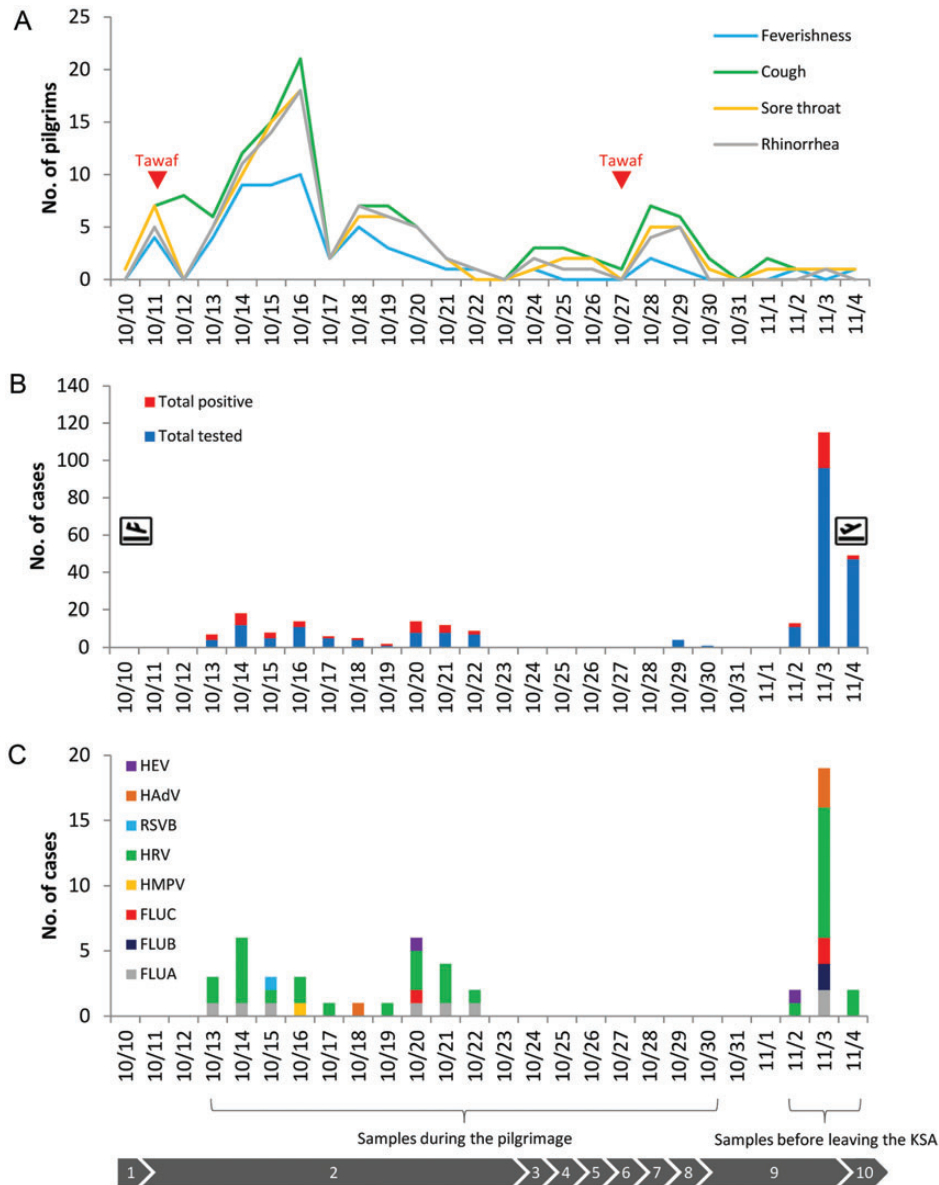 A
25
20
15
10
5
0
No. of pilgrims
Feverishness
Cough
Sore throat
Rhinorrhea
Tawaf
Tawaf
10/10 10/11 10/12 10/13 10/14 10/15 10/16 10/17 10/18 10/19 10/20 10/21 10/22 10/23 10/24 10/25 10/26 10/27 10/28 10/29 10/30 10/31 11/1 11/2 11/3 11/4
B
140
120
100
80
60
40
20
0
No. of cases
Total positive
Total tested
10/10 10/11 10/12 10/13 10/14 10/15 10/16 10/17 10/18 10/19 10/20 10/21 10/22 10/23 10/24 10/25 10/26 10/27 10/28 10/29 10/30 10/31 11/1 11/2 11/3 11/4
C
20
15
10
5
0
No. of cases
HEV
HAdV
RSVB
HRV
HMPV
FLUC
FLUB
FLUA
10/10 10/11 10/12 10/13 10/14 10/15 10/16 10/17 10/18 10/19 10/20 10/21 10/22 10/23 10/24 10/25 10/26 10/27 10/28 10/29 10/30 10/31 11/1 11/2 11/3 11/4
Samples during the pilgrimage
Samples before leaving the KSA
1 2 3 4 5 6 7 8 9 10